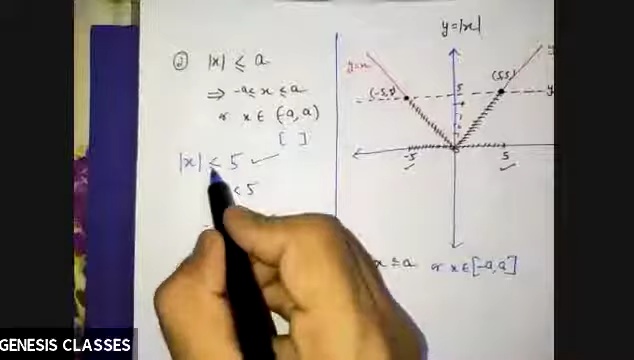 y=|x|
② |x| ≤ a
⇒ -a≤x≤a
or x ∈ (-a, a)
[ ]
|x| ≤ 5 ✓
< 5
y=x
(-5,5)
5
(5,5)
y
y
-5
5
x ≤ a or x∈[-a,a]
GENESIS CLASSES